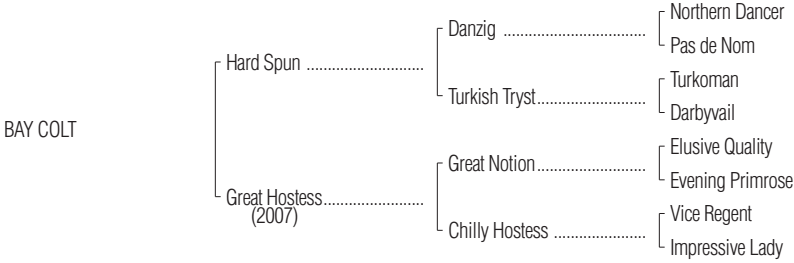 Northern Dancer
Danzig ................................
Pas de Nom
Hard Spun ..........................
Turkoman
Turkish Tryst........................
Darbyvail
BAY COLT
Elusive Quality
Great Notion........................
Evening Primrose
Great Hostess......................
(2007)
Vice Regent
Chilly Hostess .....................
Impressive Lady